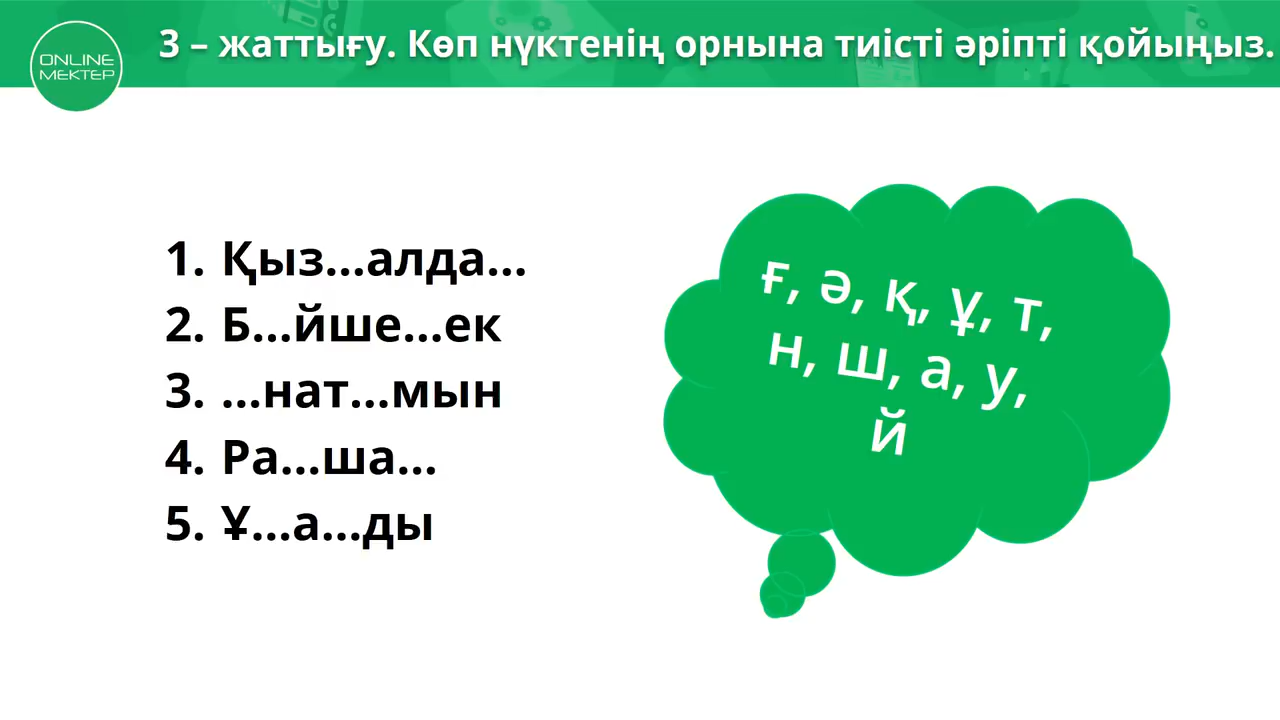 ONLINE
МЕКТЕР
3 – жаттығу. Көп нүктенің орнына тиісті әріпті қойыңыз.
1. Қыз...алда...
2. Б...йше...ек
3. ...нат...мын
4. Ра...ша...
5. Ұ...а...ды
ғ, ә, қ, ұ, т,
н, ш, а, у,
й